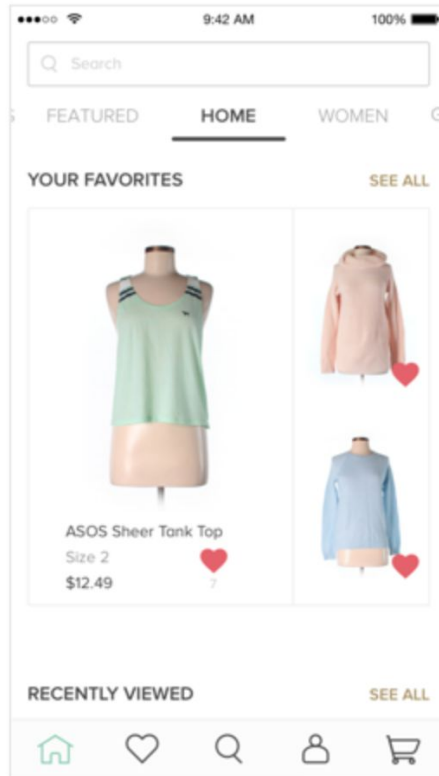 9:42 AM 100%
Search
FEATURED HOME WOMEN
YOUR FAVORITES SEE ALL
ASOS Sheer Tank Top
Size 2
$12.49
7
RECENTLY VIEWED SEE ALL